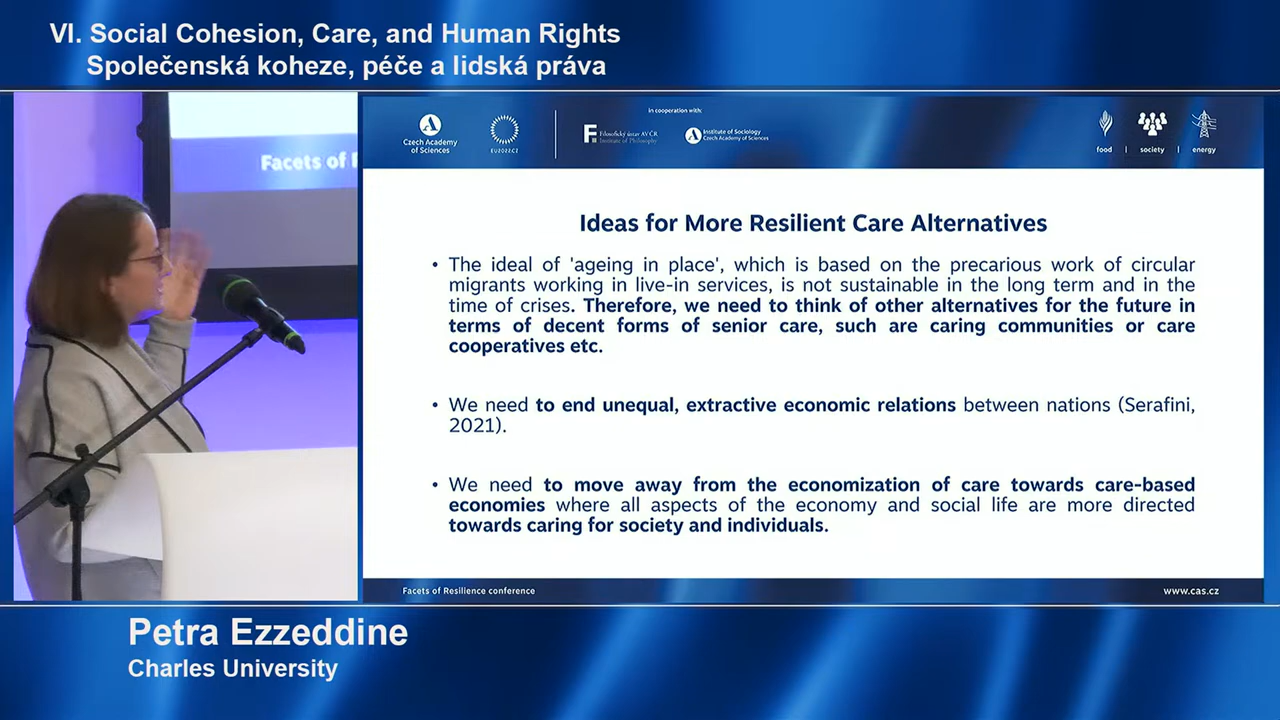 VI. Social Cohesion, Care, and Human Rights
Společenská koheze, péče a lidská práva
Facets of
Czech Academy
of Sciences
EU2022.CZ
In cooperation with:
Filosofický ústav AV ČR
Institute of Philosophy
Institute of Sociology
Czech Academy of Sciences
food | society | energy
Ideas for More Resilient Care Alternatives
• The ideal of 'ageing in place', which is based on the precarious work of circular
migrants working in live-in services, is not sustainable in the long term and in the
time of crises. Therefore, we need to think of other alternatives for the future in
terms of decent forms of senior care, such are caring communities or care
cooperatives etc.
• We need to end unequal, extractive economic relations between nations (Serafini,
2021).
• We need to move away from the economization of care towards care-based
economies where all aspects of the economy and social life are more directed
towards caring for society and individuals.
Facets of Resilience conference
www.cas.cz
Petra Ezzeddine
Charles University